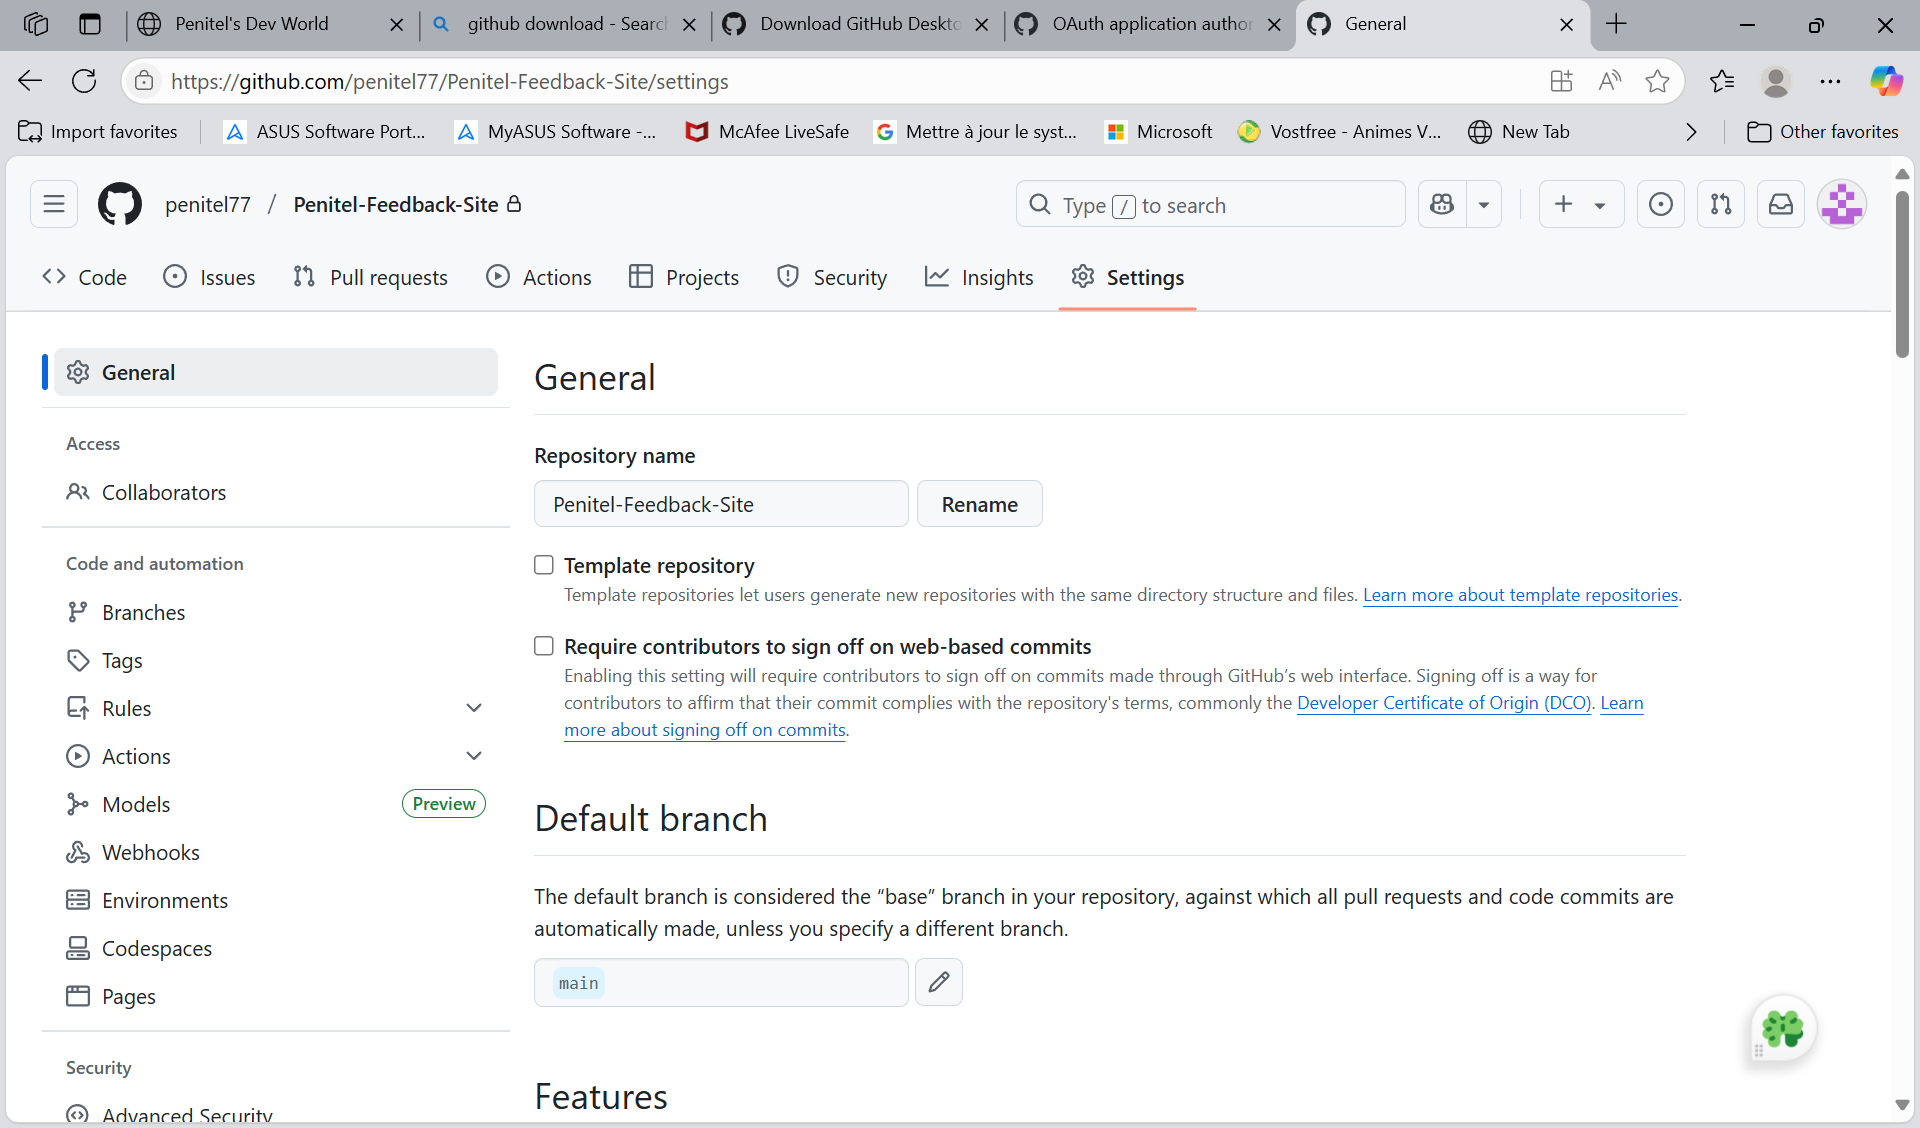 Penitel's Dev World
github download - Searc
Download GitHub Deskto
OAuth application author
General
https://github.com/penitel77/Penitel-Feedback-Site/settings
Import favorites
ASUS Software Port...
MyASUS Software -...
McAfee LiveSafe
Mettre à jour le syst...
Microsoft
Vostfree - Animes V...
New Tab
Other favorites
penitel77 / Penitel-Feedback-Site
Type / to search
Code
Issues
Pull requests
Actions
Projects
Security
Insights
Settings
General
Access
Collaborators
Code and automation
Branches
Tags
Rules
Actions
Models Preview
Webhooks
Environments
Codespaces
Pages
Security
Advanced Security
General
Repository name
Penitel-Feedback-Site Rename
Template repository
Template repositories let users generate new repositories with the same directory structure and files. Learn more about template repositories.
Require contributors to sign off on web-based commits
Enabling this setting will require contributors to sign off on commits made through GitHub’s web interface. Signing off is a way for
contributors to affirm that their commit complies with the repository's terms, commonly the Developer Certificate of Origin (DCO). Learn
more about signing off on commits.
Default branch
The default branch is considered the “base” branch in your repository, against which all pull requests and code commits are
automatically made, unless you specify a different branch.
main
Features